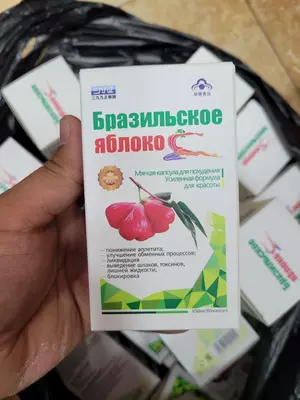 Бразильское
яблоко
Мягкая капсула для похудения
Усиленная формула
для красоты
—понижение аппетита;
—улучшение обменных процессов;
—ликвидация
—выведение шлаков, токсинов,
лишней жидкости;
—блокировка